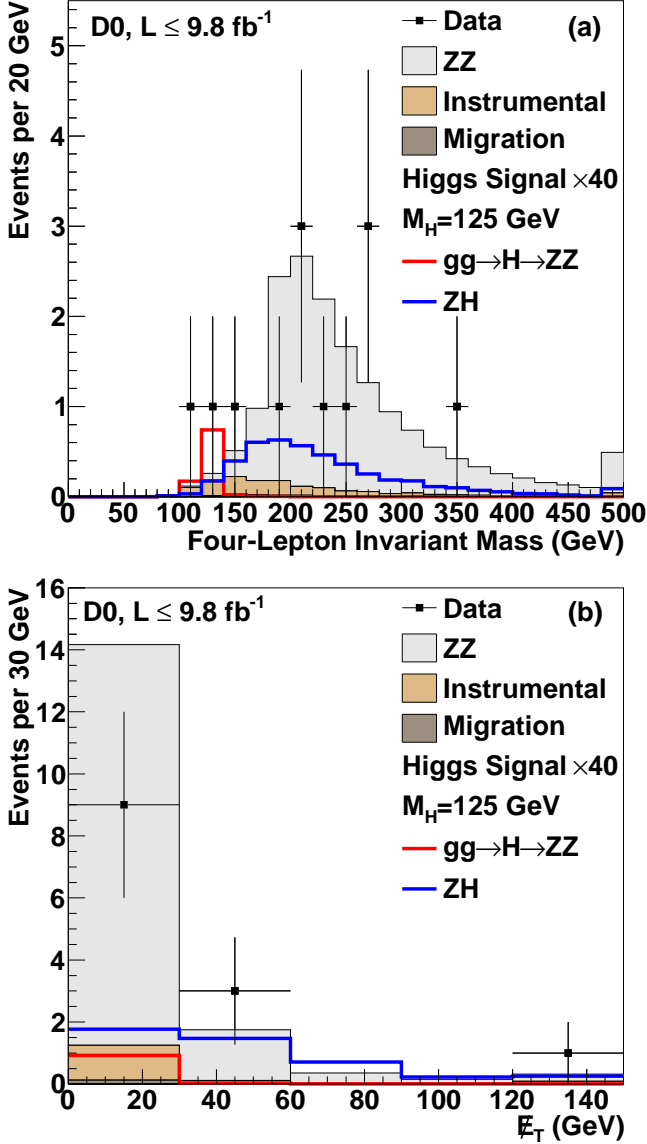 D0, L ≤ 9.8 fb⁻¹
(a)
Data
ZZ
Instrumental
Migration
Higgs Signal ×40
M_H=125 GeV
gg→H→ZZ
ZH
Events per 20 GeV
5
4
3
2
1
0
0 50 100 150 200 250 300 350 400 450 500
Four-Lepton Invariant Mass (GeV)
D0, L ≤ 9.8 fb⁻¹
(b)
Data
ZZ
Instrumental
Migration
Higgs Signal ×40
M_H=125 GeV
gg→H→ZZ
ZH
Events per 30 GeV
16
14
12
10
8
6
4
2
0
0 20 40 60 80 100 120 140
E̸_T (GeV)